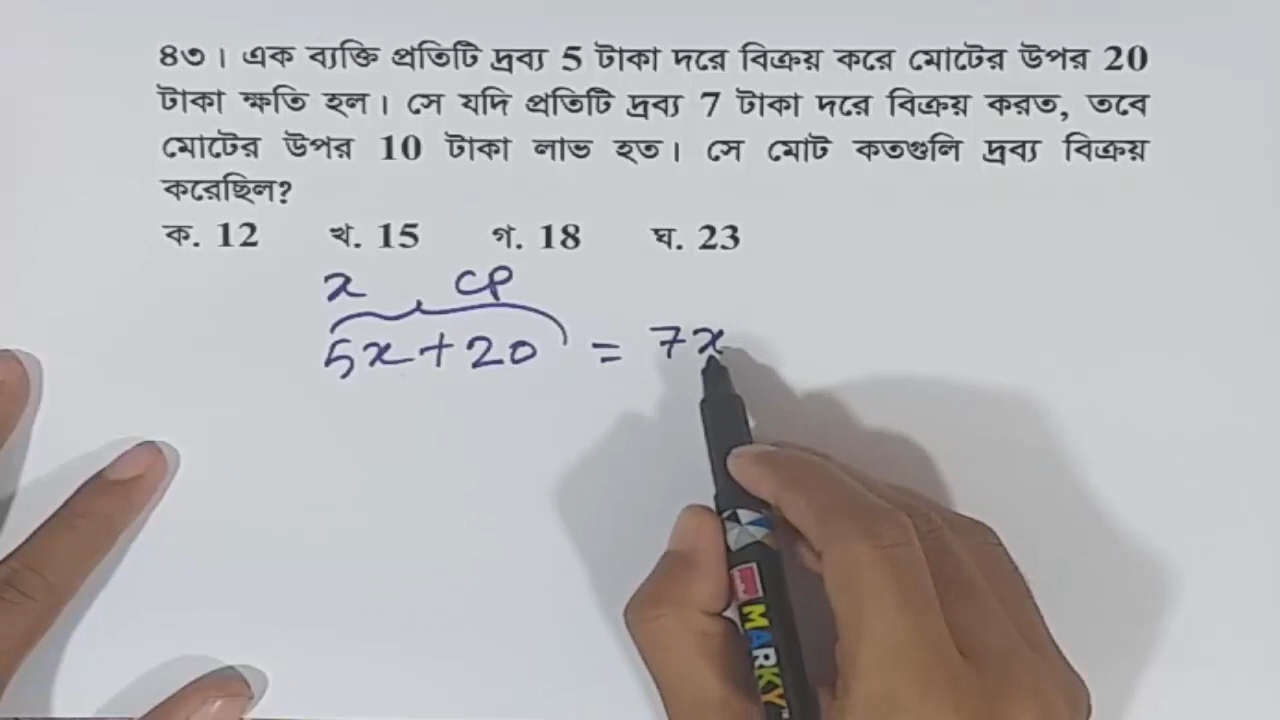 ৪৩। এক ব্যক্তি প্রতিটি দ্রব্য 5 টাকা দরে বিক্রয় করে মোটের উপর 20
টাকা ক্ষতি হল। সে যদি প্রতিটি দ্রব্য 7 টাকা দরে বিক্রয় করত, তবে
মোটের উপর 10 টাকা লাভ হত। সে মোট কতগুলি দ্রব্য বিক্রয়
করেছিল?
ক. 12 খ. 15 গ. 18 ঘ. 23
x CP
5x+20 = 7x
MARKY